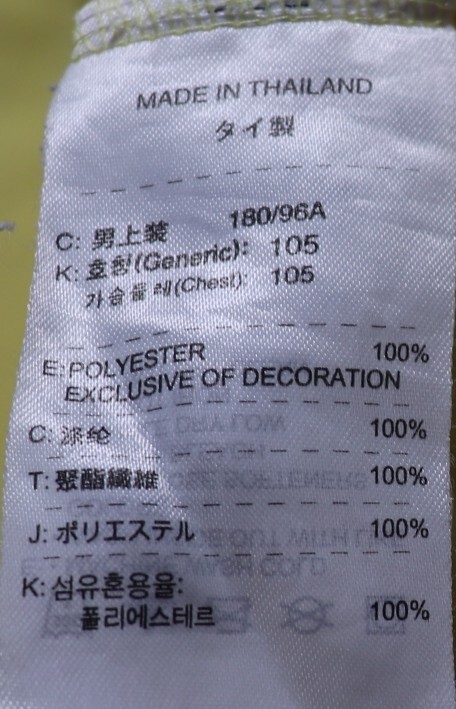 MADE IN THAILAND
タイ製
C: 男上装 180/96A
K: 호칭(Generic): 105
가슴둘레(Chest): 105
E: POLYESTER 100%
EXCLUSIVE OF DECORATION
C: 涤纶 100%
T: 聚酯纖維 100%
J: ポリエステル 100%
K: 섬유혼용율:
폴리에스테르 100%